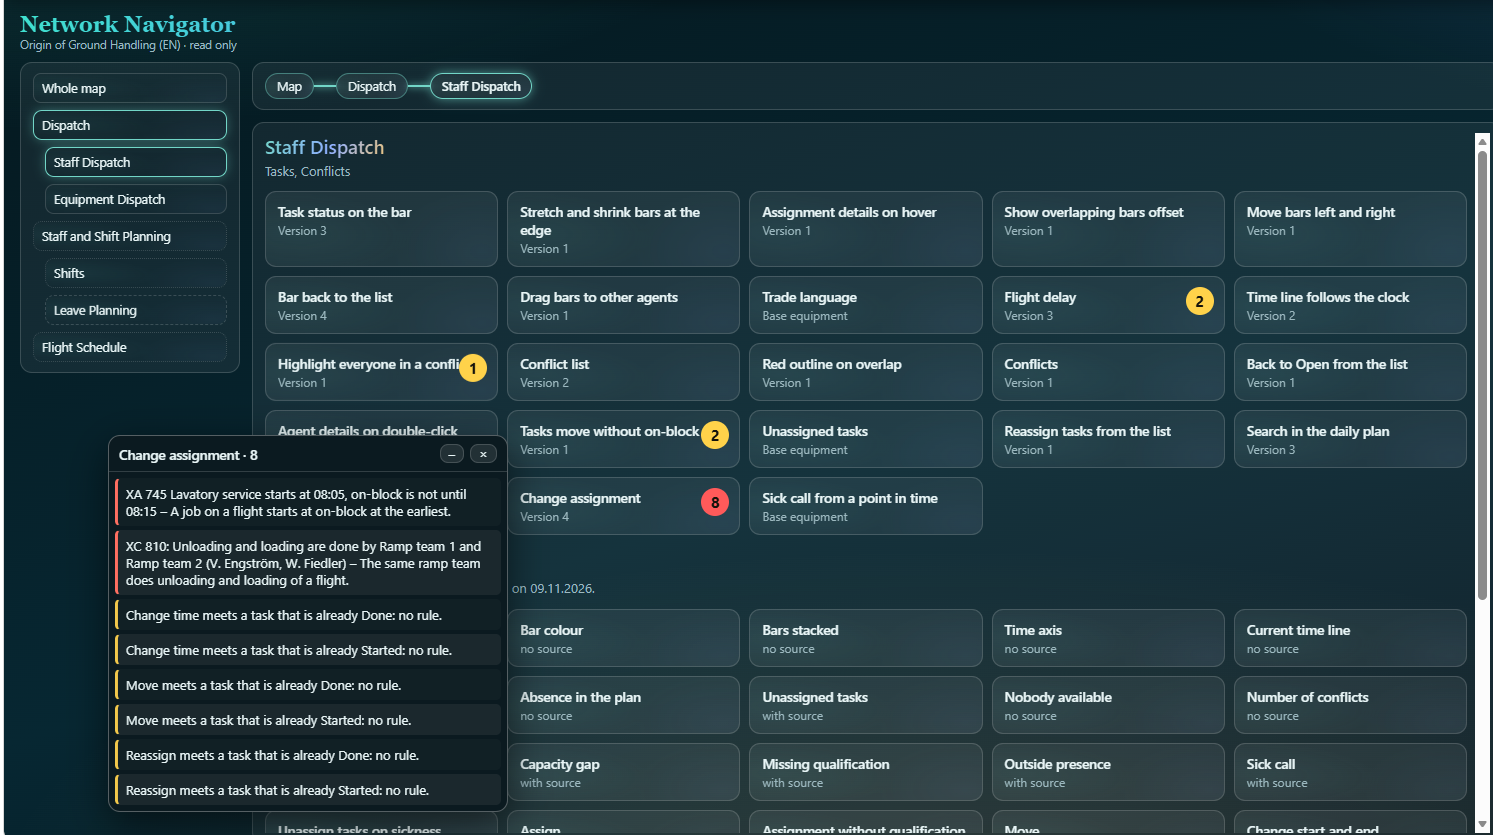 Network Navigator
Origin of Ground Handling (EN) · read only
Whole map
Dispatch
Staff Dispatch
Equipment Dispatch
Staff and Shift Planning
Shifts
Leave Planning
Flight Schedule
Map
Dispatch
Staff Dispatch
Staff Dispatch
Tasks, Conflicts
Task status on the bar
Version 3
Stretch and shrink bars at the
edge
Version 1
Assignment details on hover
Version 1
Show overlapping bars offset
Version 1
Move bars left and right
Version 1
Bar back to the list
Version 4
Drag bars to other agents
Version 1
Trade language
Base equipment
Flight delay
Version 3
2
Time line follows the clock
Version 2
Highlight everyone in a confli
Version 1
1
Conflict list
Version 2
Red outline on overlap
Version 1
Conflicts
Version 1
Back to Open from the list
Version 1
Agent details on double-click
Tasks move without on-block
Version 1
2
Unassigned tasks
Base equipment
Reassign tasks from the list
Version 1
Search in the daily plan
Version 3
Change assignment
Version 4
8
Sick call from a point in time
Base equipment
Change assignment · 8
– ×
XA 745 Lavatory service starts at 08:05, on-block is not until
08:15 – A job on a flight starts at on-block at the earliest.
XC 810: Unloading and loading are done by Ramp team 1 and
Ramp team 2 (V. Engström, W. Fiedler) – The same ramp team
does unloading and loading of a flight.
Change time meets a task that is already Done: no rule.
Change time meets a task that is already Started: no rule.
Move meets a task that is already Done: no rule.
Move meets a task that is already Started: no rule.
Reassign meets a task that is already Done: no rule.
Reassign meets a task that is already Started: no rule.
on 09.11.2026.
Bar colour
no source
Bars stacked
no source
Time axis
no source
Current time line
no source
Absence in the plan
no source
Unassigned tasks
with source
Nobody available
no source
Number of conflicts
no source
Capacity gap
with source
Missing qualification
with source
Outside presence
with source
Sick call
with source
Unassign tasks on sickness
Assign
Assignment without qualification
Move
Change start and end